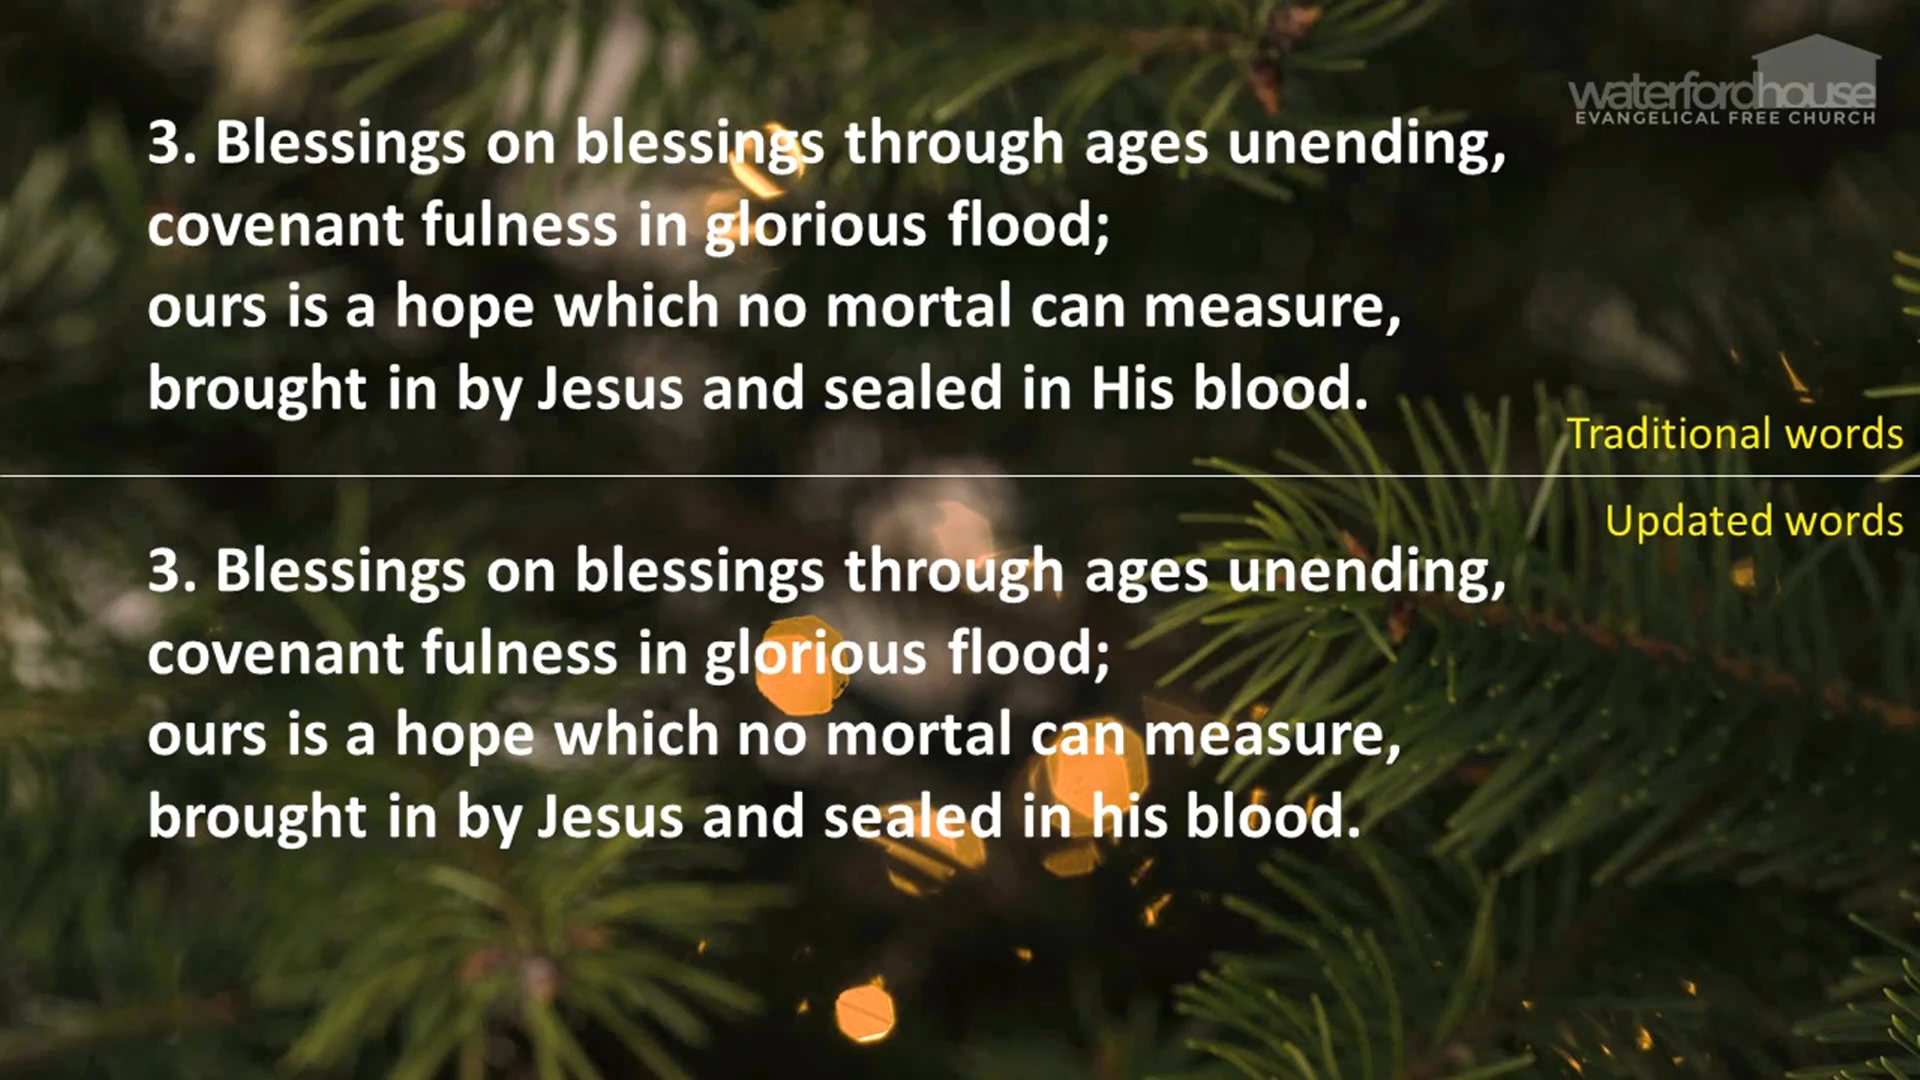 waterfordhouse
EVANGELICAL FREE CHURCH
3. Blessings on blessings through ages unending,
covenant fulness in glorious flood;
ours is a hope which no mortal can measure,
brought in by Jesus and sealed in His blood.
Traditional words
Updated words
3. Blessings on blessings through ages unending,
covenant fulness in glorious flood;
ours is a hope which no mortal can measure,
brought in by Jesus and sealed in his blood.